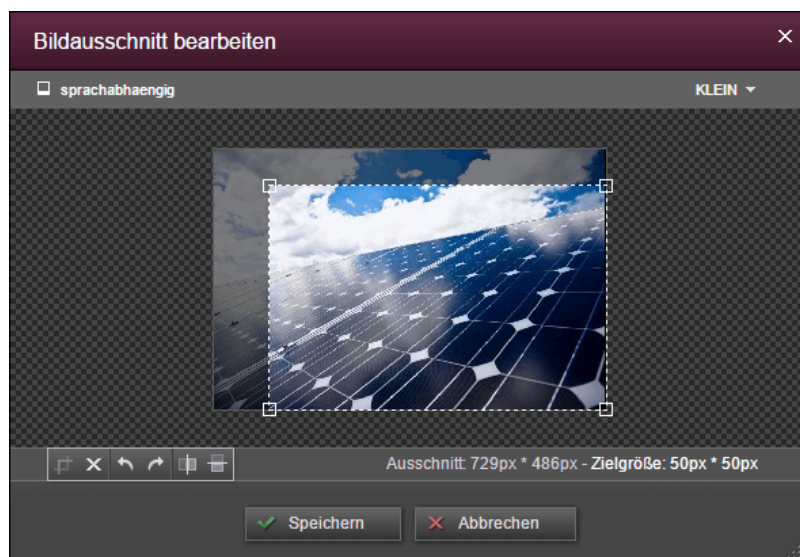 Bildausschnitt bearbeiten
sprachabhaengig
KLEIN
Ausschnitt: 729px * 486px - Zielgröße: 50px * 50px
Speichern
Abbrechen